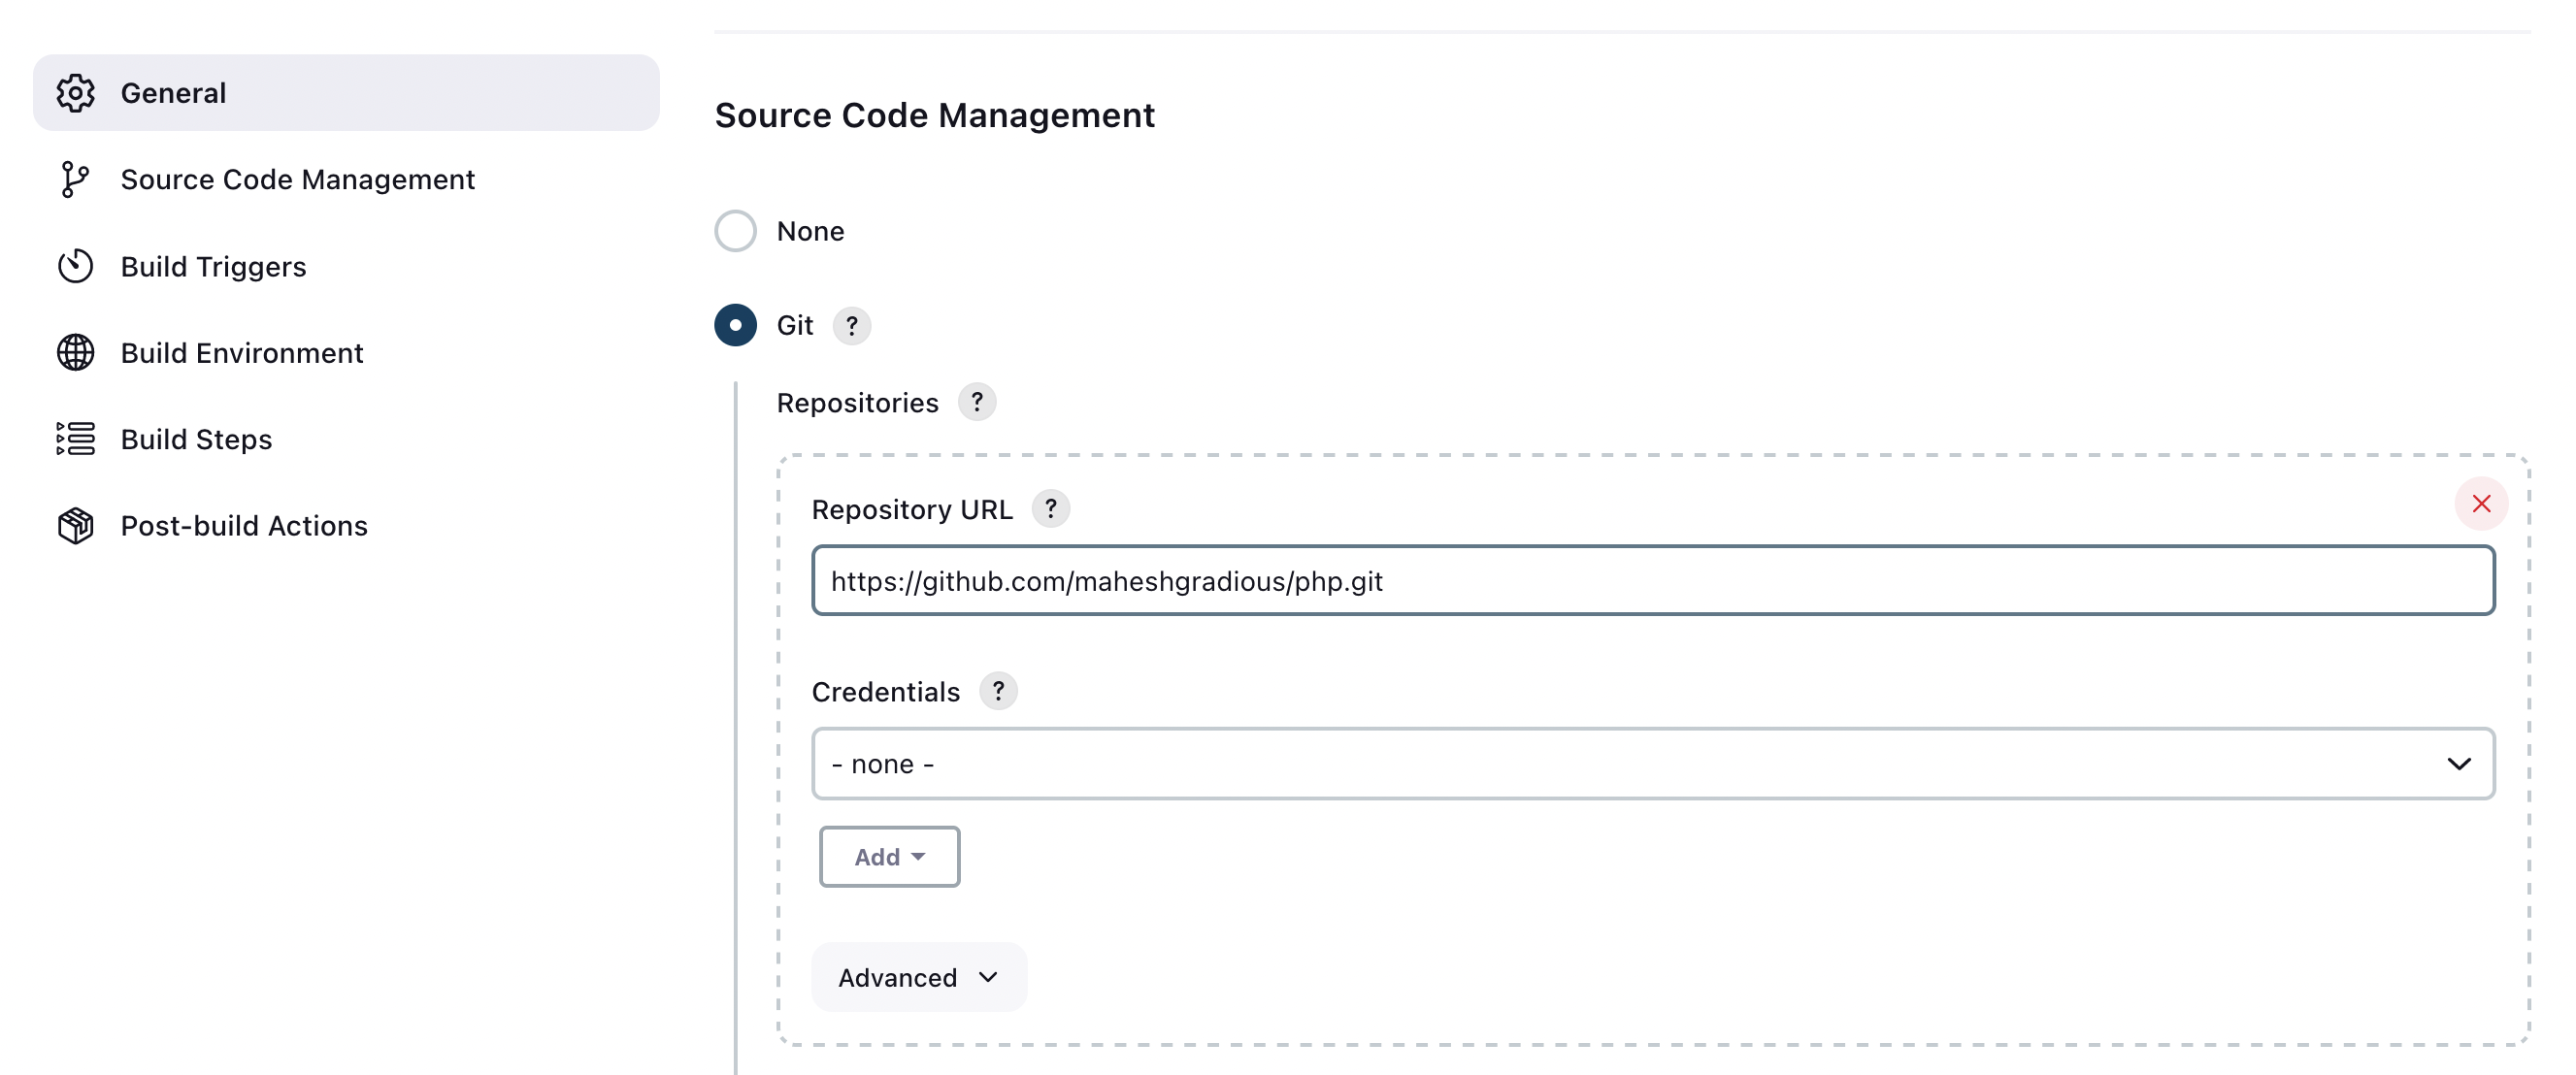 General
Source Code Management
Build Triggers
Build Environment
Build Steps
Post-build Actions
Source Code Management
None
Git ?
Repositories ?
Repository URL ?
https://github.com/maheshgradious/php.git
Credentials ?
- none -
Add
Advanced